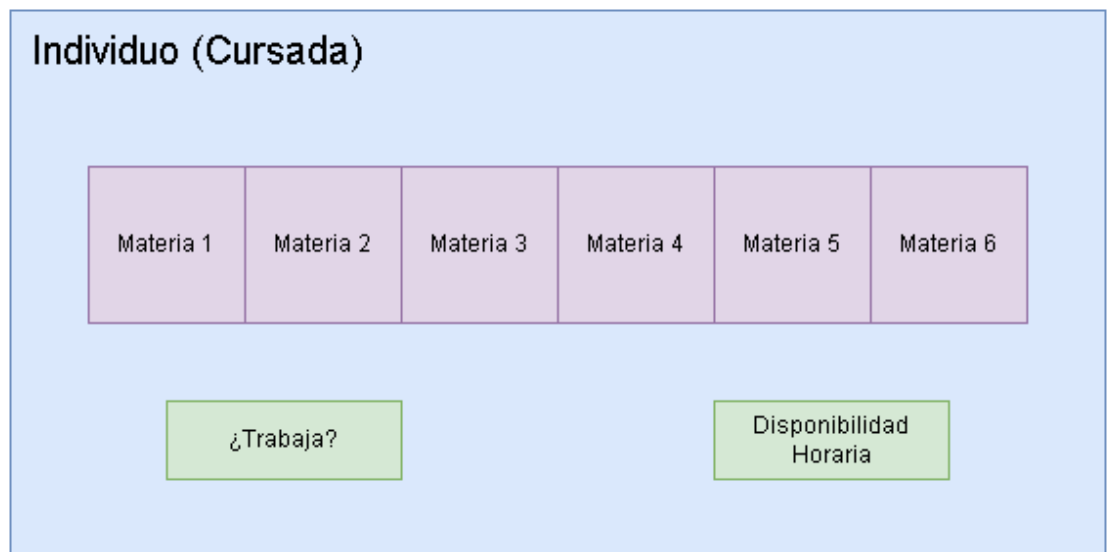 Individuo (Cursada)
Materia 1
Materia 2
Materia 3
Materia 4
Materia 5
Materia 6
¿Trabaja?
Disponibilidad
Horaria